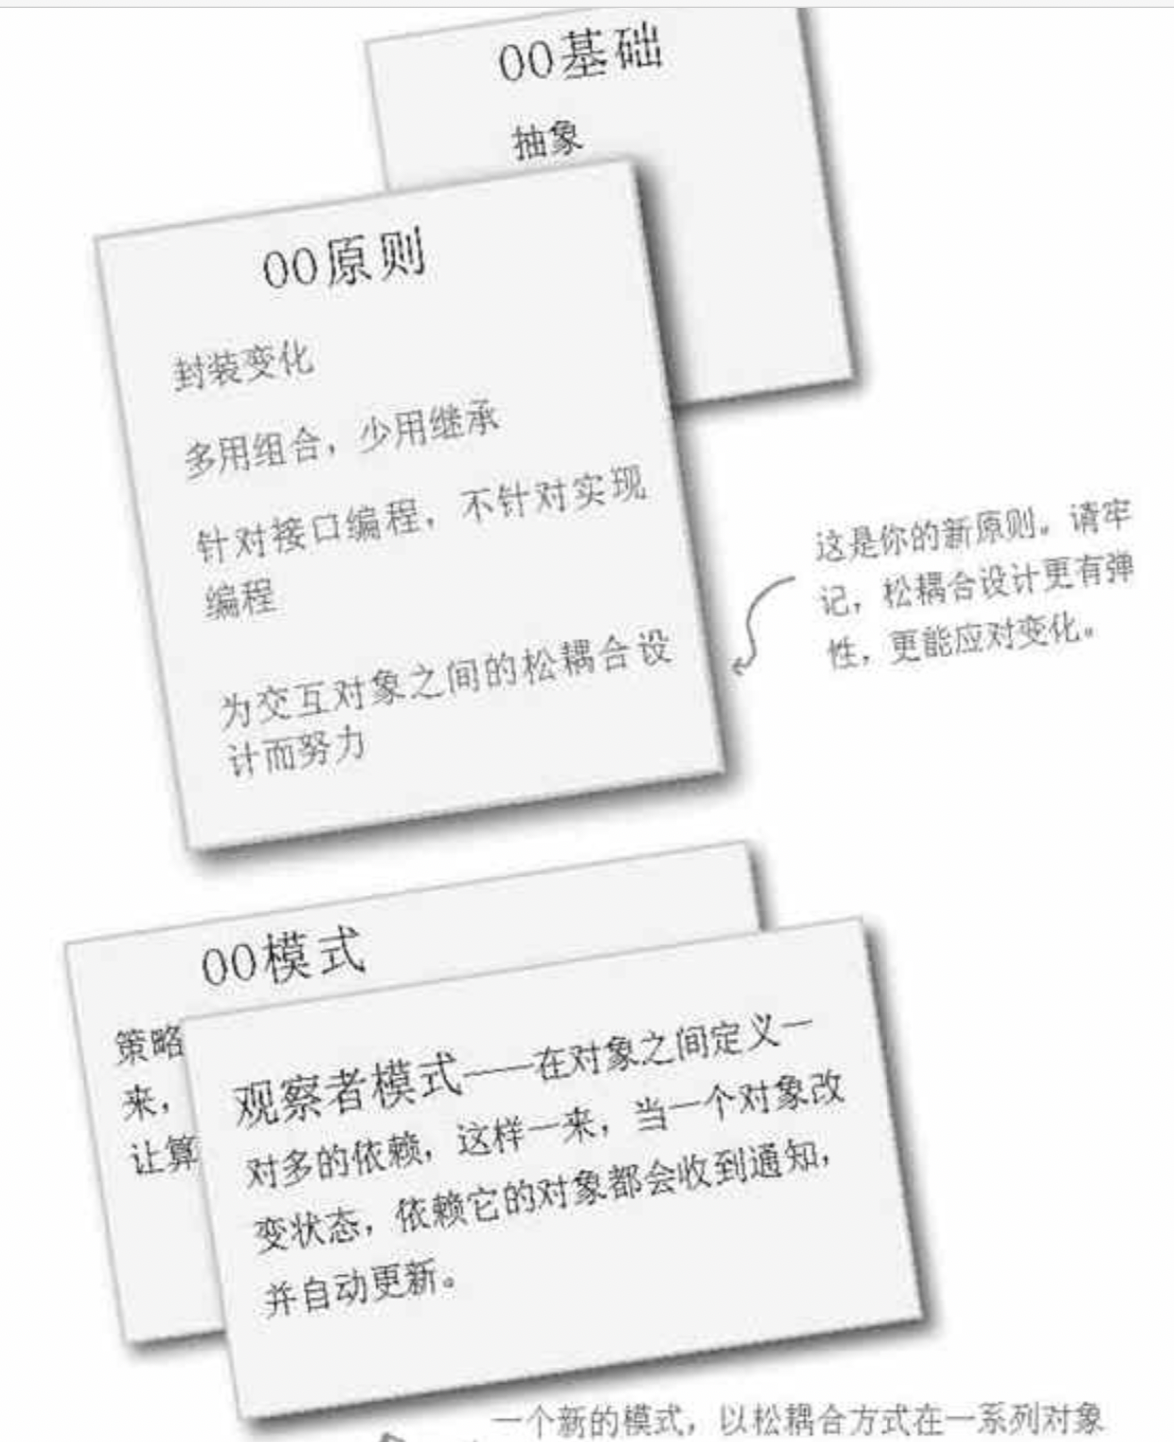 OO基础
抽象
OO原则
封装变化
多用组合，少用继承
针对接口编程，不针对实现
编程
为交互对象之间的松耦合设
计而努力
这是你的新原则。请牢
记，松耦合设计更有弹
性，更能应对变化。
OO模式
策略
来，
让算
观察者模式——在对象之间定义一
对多的依赖，这样一来，当一个对象改
变状态，依赖它的对象都会收到通知，
并自动更新。
一个新的模式，以松耦合方式在一系列对象